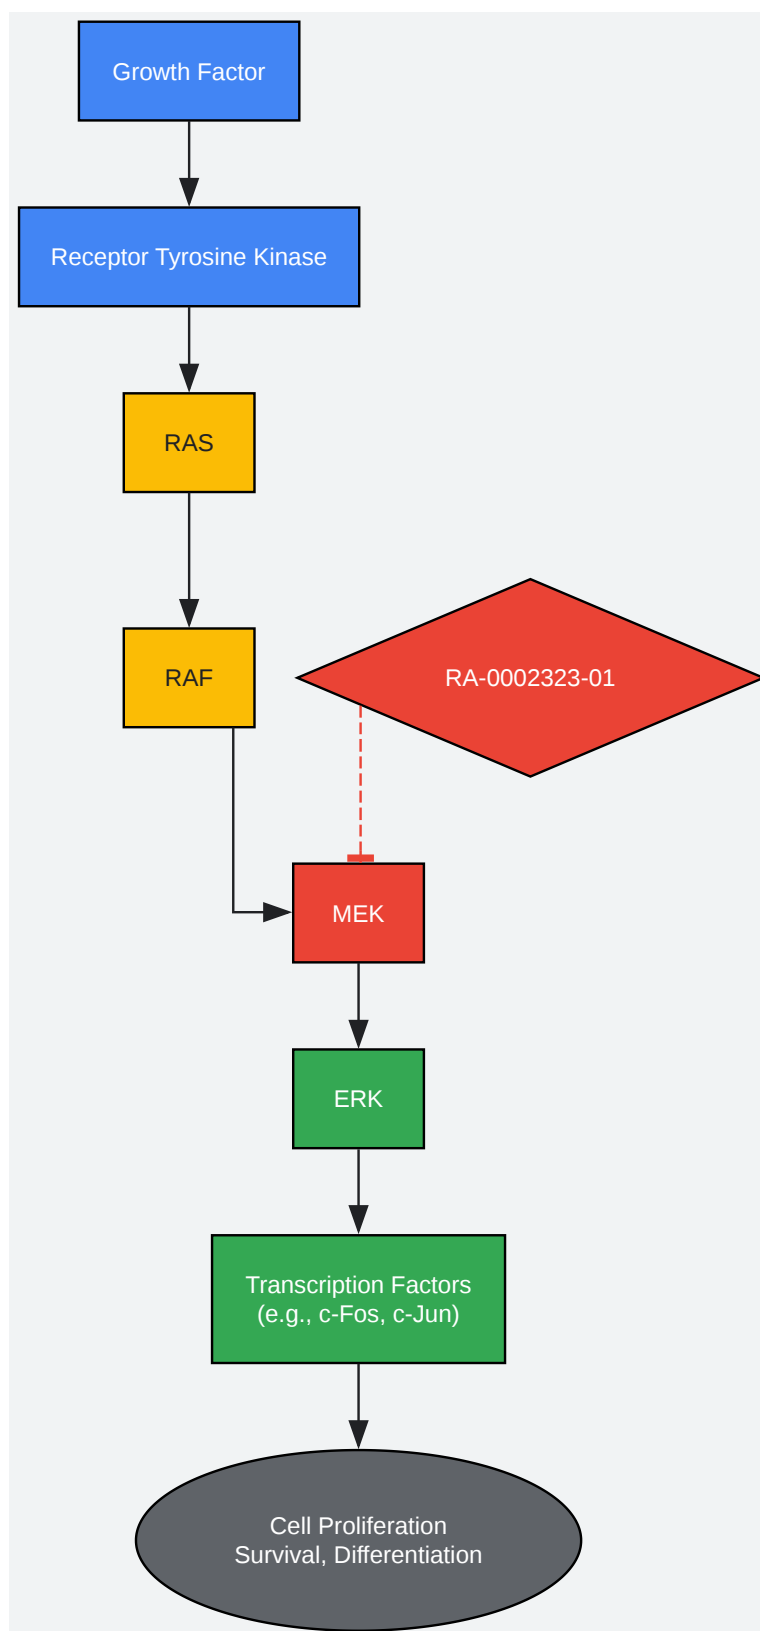 Growth Factor
Receptor Tyrosine Kinase
RAS
RAF
RA-0002323-01
MEK
ERK
Transcription Factors
(e.g., c-Fos, c-Jun)
Cell Proliferation
Survival, Differentiation